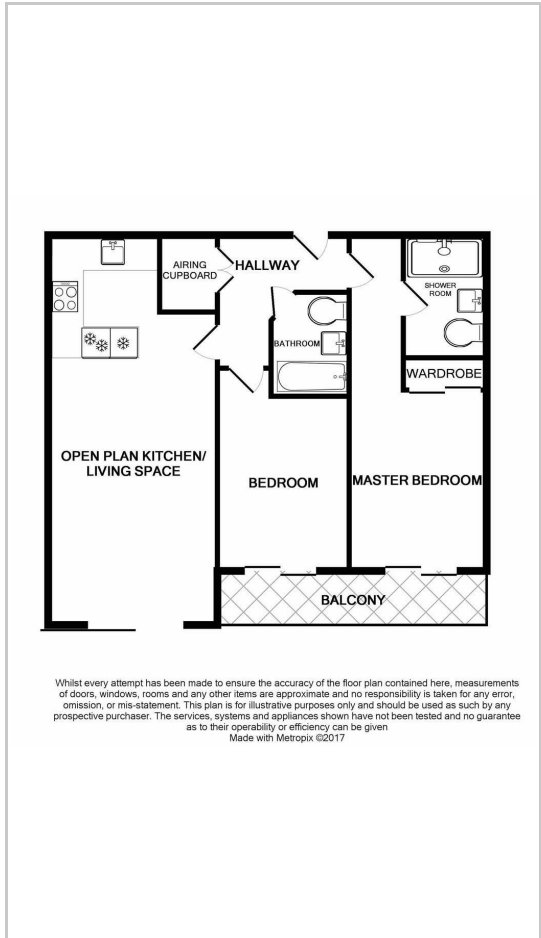 AIRING
CUPBOARD
HALLWAY
SHOWER
ROOM
BATHROOM
WARDROBE
OPEN PLAN KITCHEN/
LIVING SPACE
BEDROOM
MASTER BEDROOM
BALCONY
Whilst every attempt has been made to ensure the accuracy of the floor plan contained here, measurements
of doors, windows, rooms and any other items are approximate and no responsibility is taken for any error,
omission, or mis-statement. This plan is for illustrative purposes only and should be used as such by any
prospective purchaser. The services, systems and appliances shown have not been tested and no guarantee
as to their operability or efficiency can be given
Made with Metropix ©2017